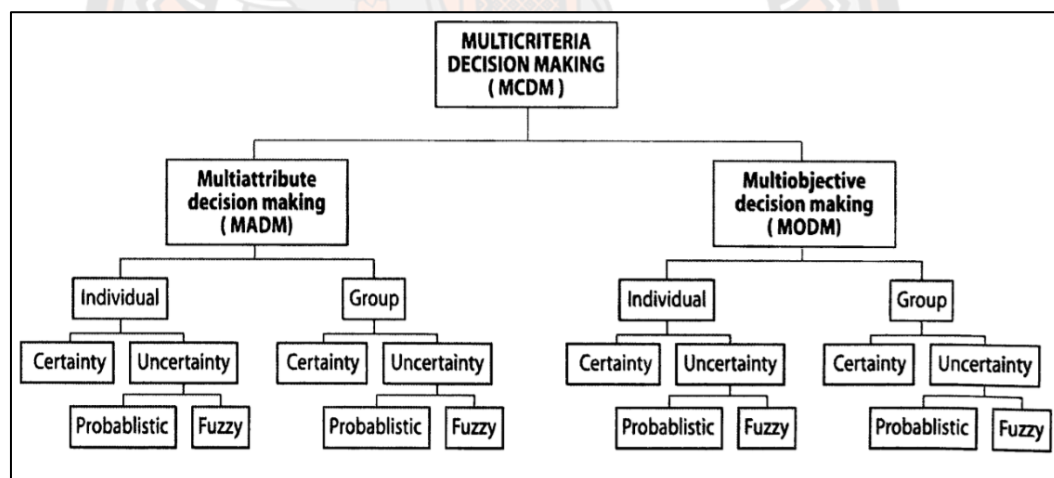 MULTICRITERIA
DECISION MAKING
( MCDM )
Multiattribute
decision making
( MADM)
Multiobjective
decision making
( MODM)
Individual
Group
Individual
Group
Certainty
Uncertainty
Certainty
Uncertainty
Certainty
Uncertainty
Certainty
Uncertainty
Probablistic
Fuzzy
Probablistic
Fuzzy
Probablistic
Fuzzy
Probablistic
Fuzzy